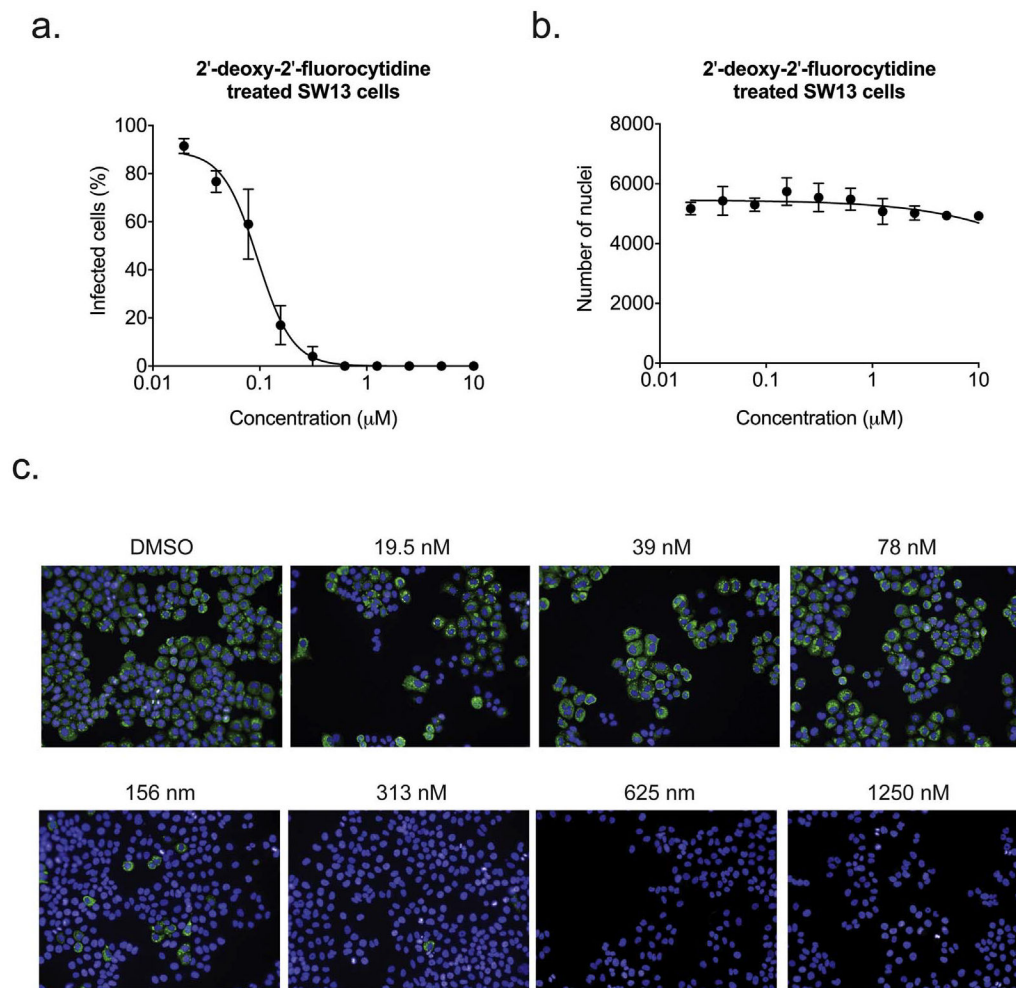 a.
2'-deoxy-2'-fluorocytidine
treated SW13 cells
100
80
60
40
20
0
Infected cells (%)
0.01
0.1
1
10
Concentration (μM)
b.
2'-deoxy-2'-fluorocytidine
treated SW13 cells
8000
6000
4000
2000
0
Number of nuclei
0.01
0.1
1
10
Concentration (μM)
c.
DMSO
19.5 nM
39 nM
78 nM
156 nm
313 nM
625 nm
1250 nM